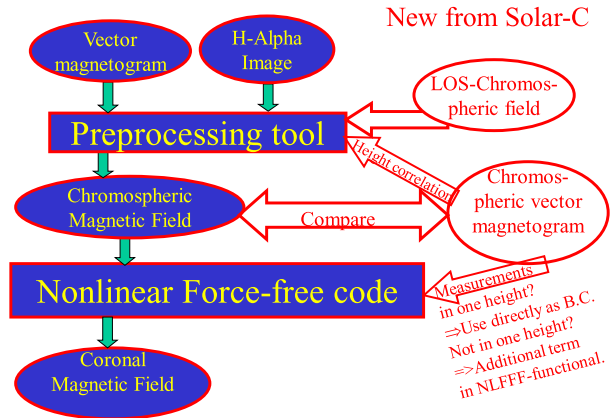 New from Solar-C
Vector
magnetogram
H-Alpha
Image
LOS-Chromos-
pheric field
Preprocessing tool
Height correlation
Chromospheric
Magnetic Field
Compare
Chromos-
pheric vector
magnetogram
Nonlinear Force-free code
Measurements
in one height?
⇒Use directly as B.C.
Not in one height?
=>Additional term
in NLFFF-functional.
Coronal
Magnetic Field